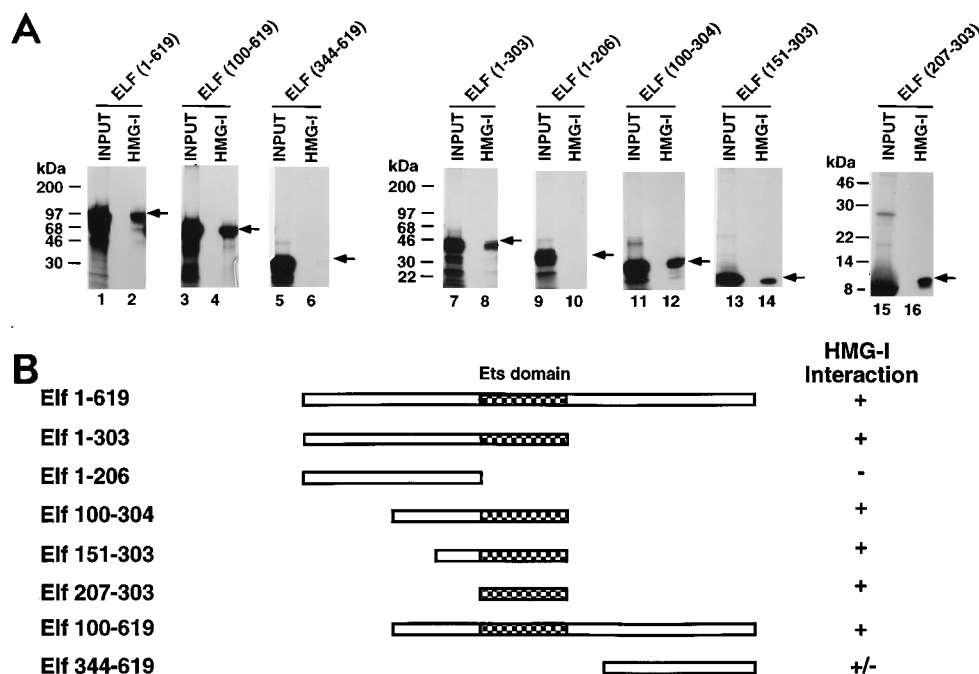 A
ELF (1-619)
ELF (100-619)
ELF (344-619)
ELF (1-303)
ELF (1-206)
ELF (100-304)
ELF (151-303)
ELF (207-303)
INPUT HMG-I INPUT HMG-I INPUT HMG-I INPUT HMG-I INPUT HMG-I INPUT HMG-I INPUT HMG-I INPUT HMG-I
kDa
200
97
68
46
30
1 2 3 4 5 6
kDa
200
97
68
46
30
22
7 8 9 10 11 12 13 14
kDa
46
30
22
14
8
15 16
B
Ets domain
HMG-I
Interaction
Elf 1-619 +
Elf 1-303 +
Elf 1-206 -
Elf 100-304 +
Elf 151-303 +
Elf 207-303 +
Elf 100-619 +
Elf 344-619 +/-